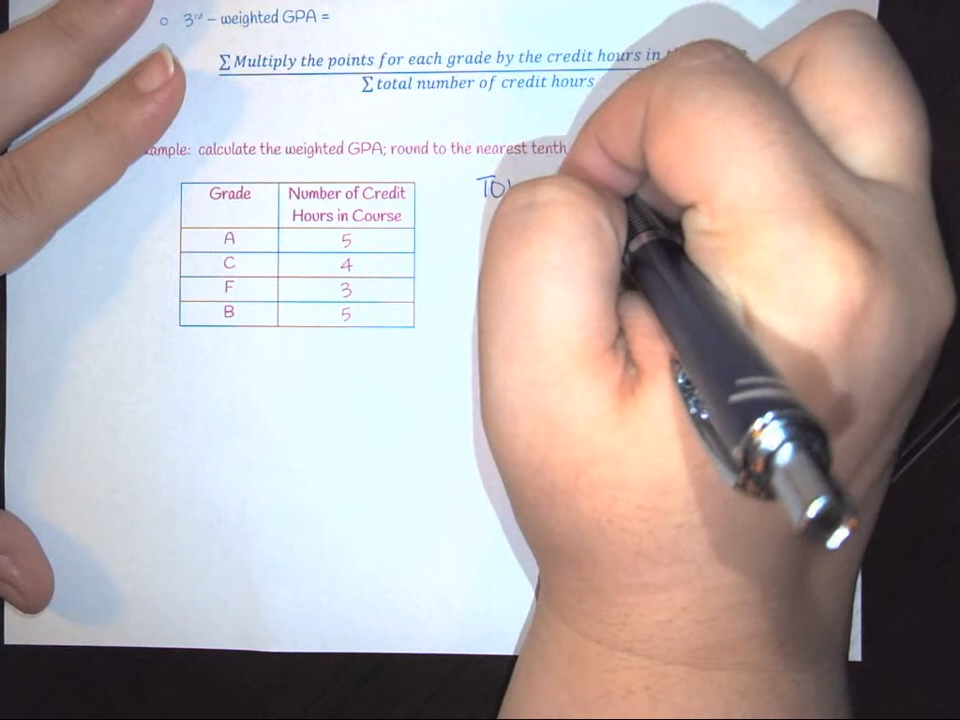 o 3rd – weighted GPA =
∑Multiply the points for each grade by the credit hours in
∑total number of credit hours
calculate the weighted GPA; round to the nearest tenth
Grade Number of Credit
Hours in Course
A 5
C 4
F 3
B 5